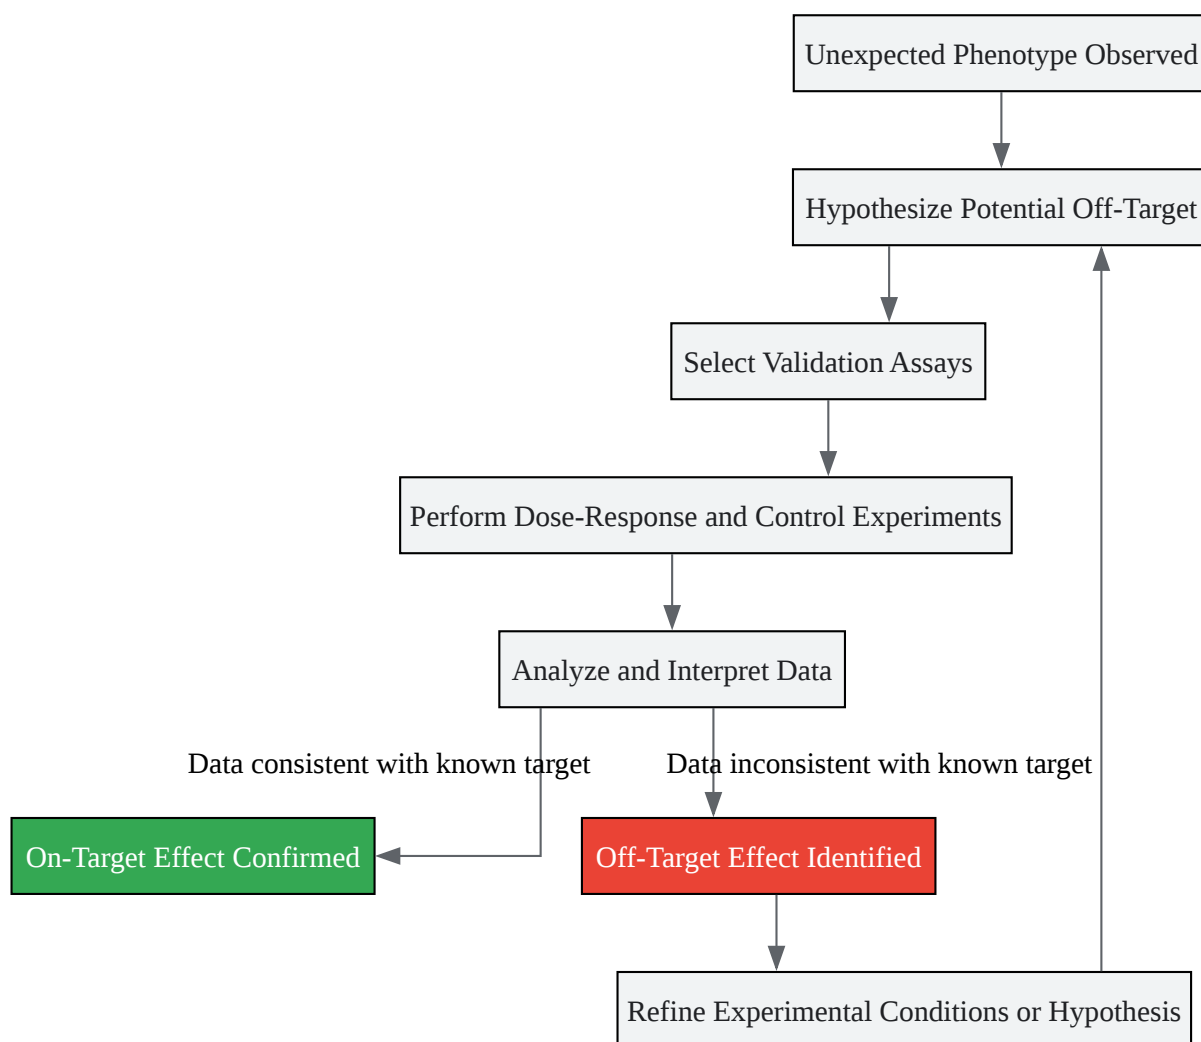 Unexpected Phenotype Observed
Hypothesize Potential Off-Target
Select Validation Assays
Perform Dose-Response and Control Experiments
Analyze and Interpret Data
Data consistent with known target
Data inconsistent with known target
On-Target Effect Confirmed
Off-Target Effect Identified
Refine Experimental Conditions or Hypothesis